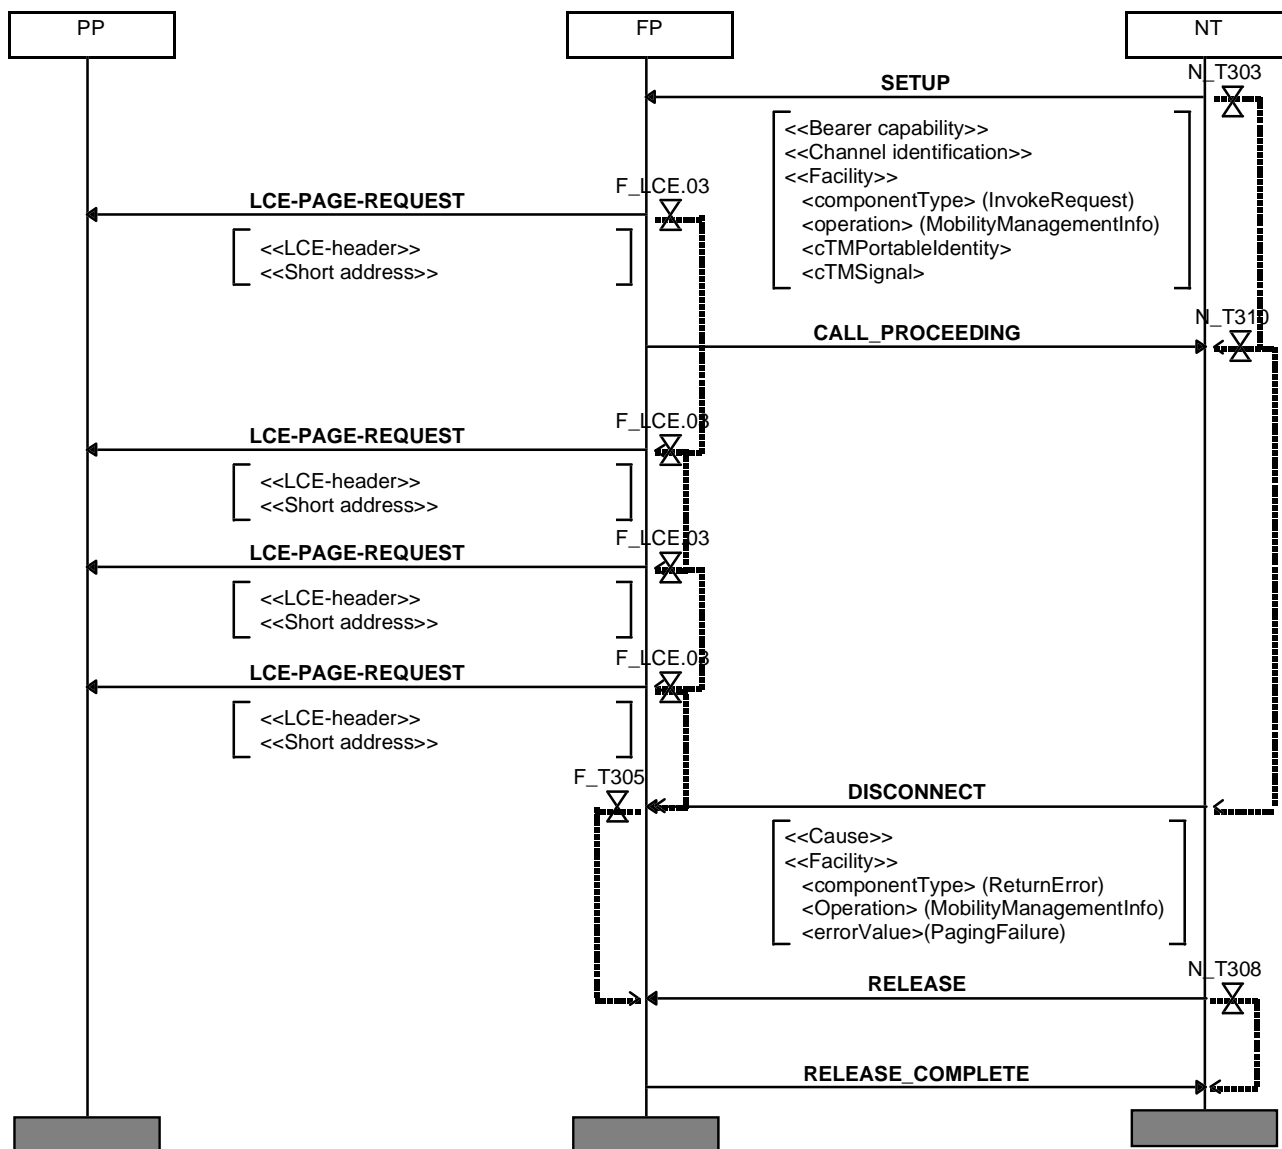 PP
FP
NT
N_T303
SETUP
<<Bearer capability>>
<<Channel identification>>
<<Facility>>
<componentType> (InvokeRequest)
<operation> (MobilityManagementInfo)
<cTMPortableIdentity>
<cTMSignal>
F_LCE.03
LCE-PAGE-REQUEST
<<LCE-header>>
<<Short address>>
N_T310
CALL_PROCEEDING
F_LCE.03
LCE-PAGE-REQUEST
<<LCE-header>>
<<Short address>>
F_LCE.03
LCE-PAGE-REQUEST
<<LCE-header>>
<<Short address>>
F_LCE.03
LCE-PAGE-REQUEST
<<LCE-header>>
<<Short address>>
F_T305
DISCONNECT
<<Cause>>
<<Facility>>
<componentType> (ReturnError)
<Operation> (MobilityManagementInfo)
<errorValue>(PagingFailure)
N_T308
RELEASE
RELEASE_COMPLETE